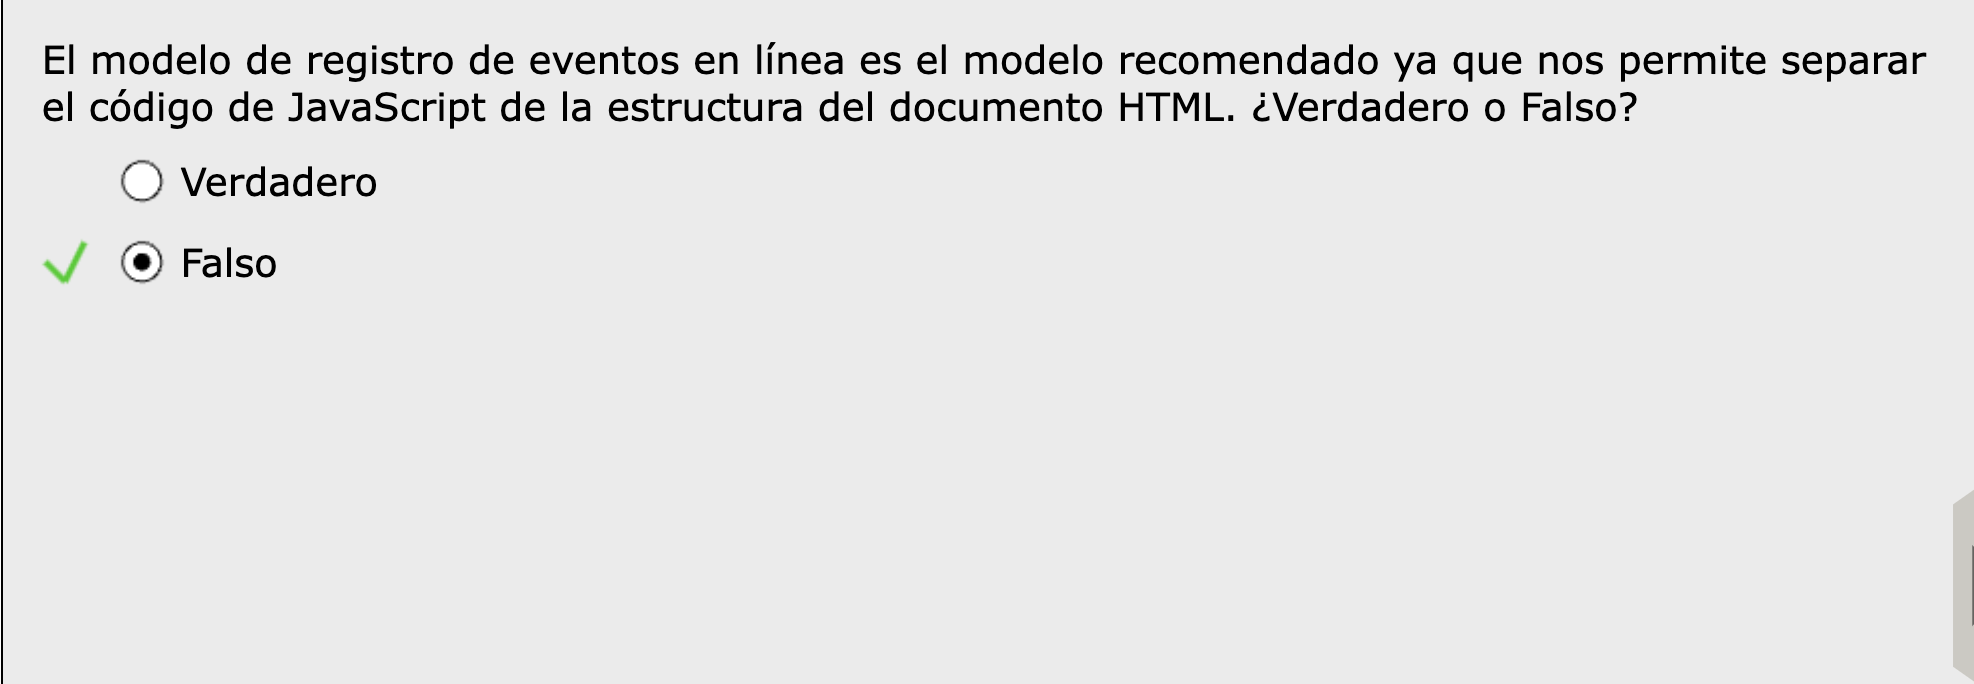 El modelo de registro de eventos en línea es el modelo recomendado ya que nos permite separar
el código de JavaScript de la estructura del documento HTML. ¿Verdadero o Falso?
Verdadero
Falso